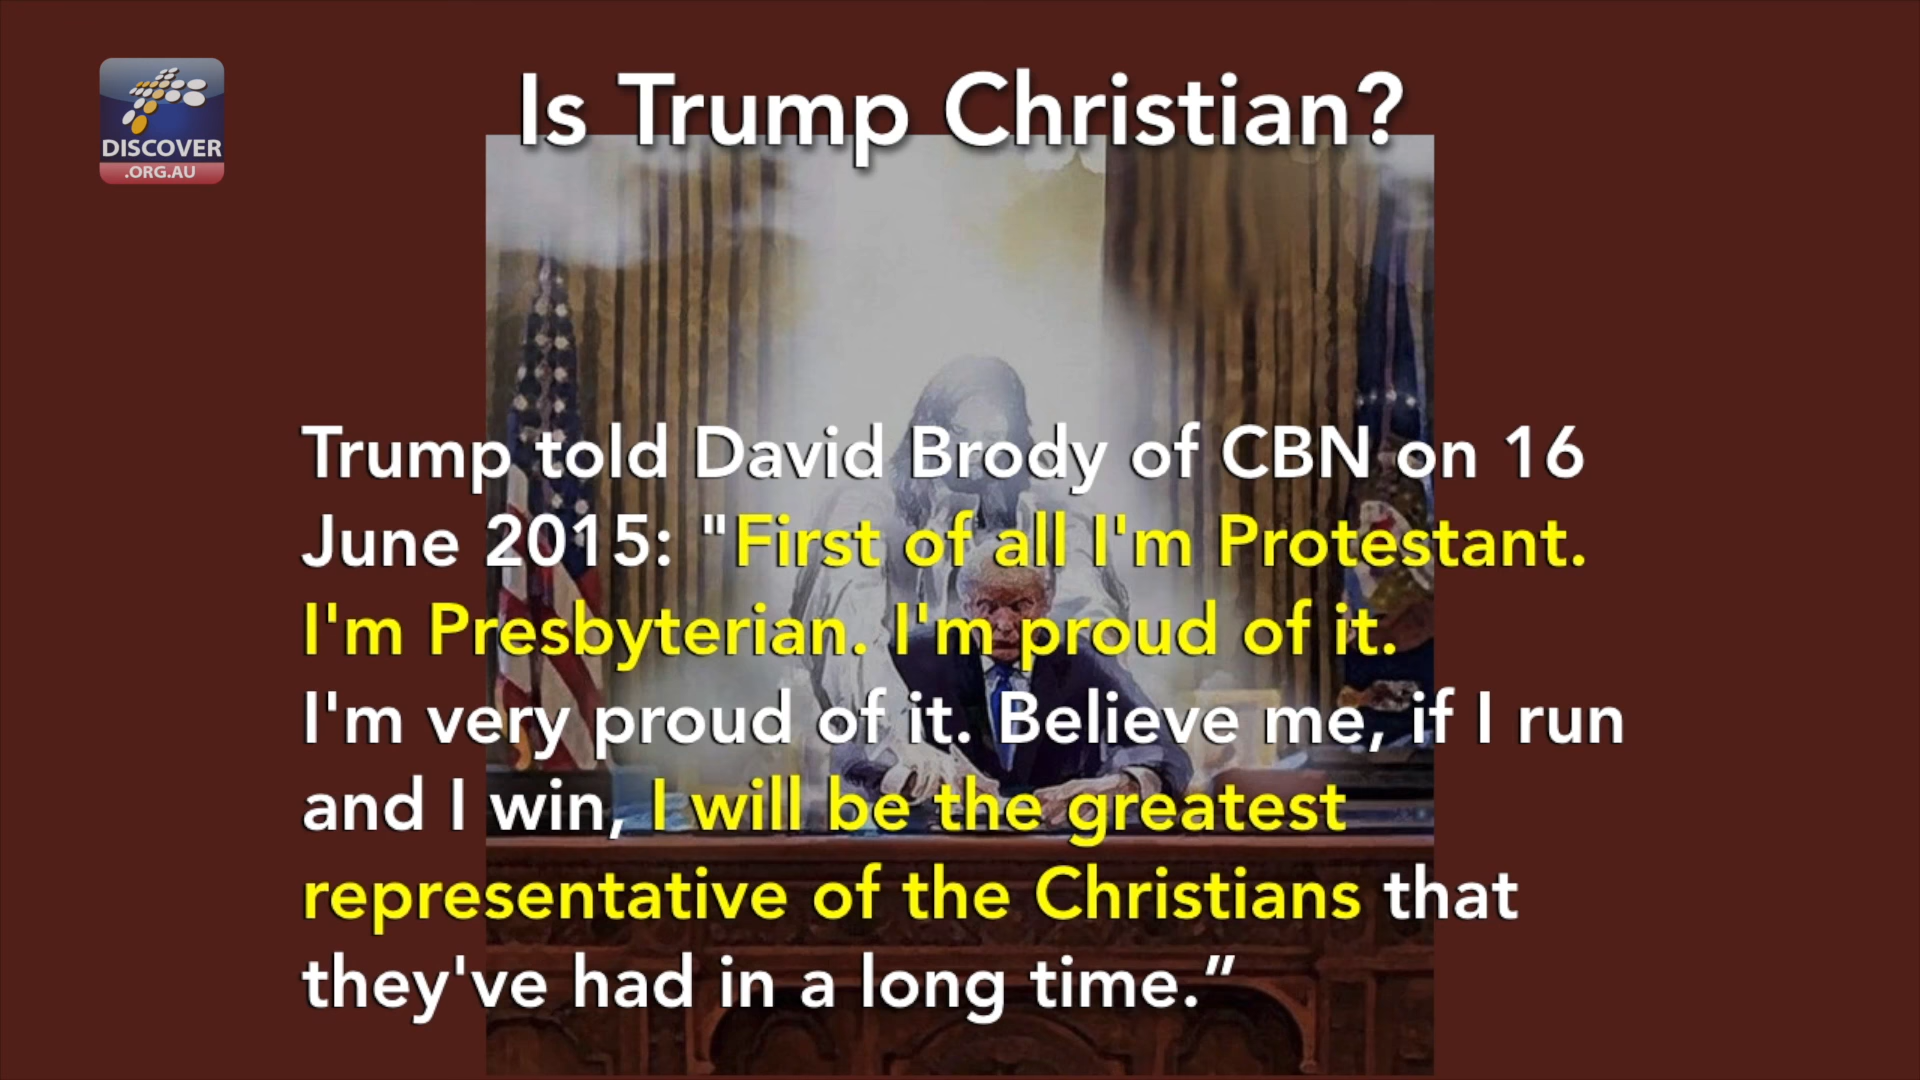 DISCOVER
.ORG.AU
Is Trump Christian?
Trump told David Brody of CBN on 16
June 2015: "First of all I'm Protestant.
I'm Presbyterian. I'm proud of it.
I'm very proud of it. Believe me, if I run
and I win, I will be the greatest
representative of the Christians that
they've had in a long time.”